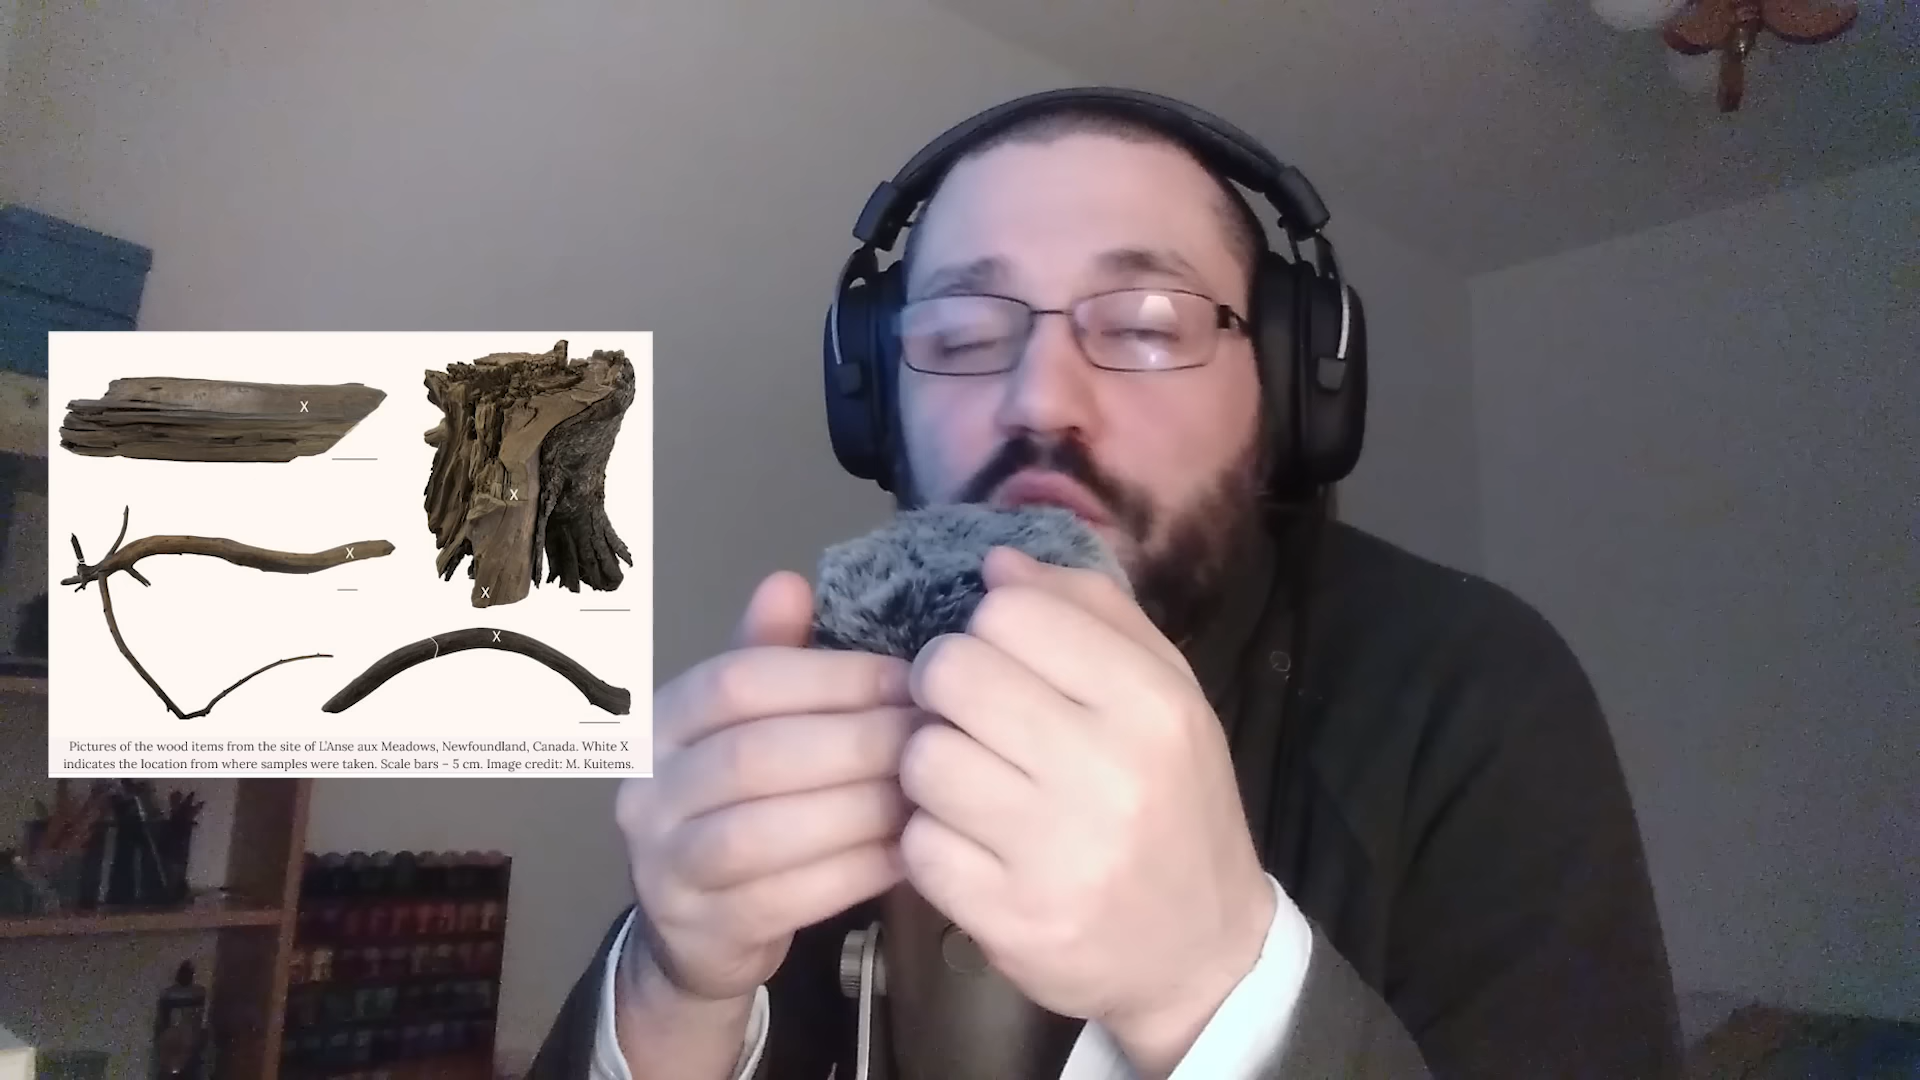 X
X
X
X
X
Pictures of the wood items from the site of L'Anse aux Meadows, Newfoundland, Canada. White X
indicates the location from where samples were taken. Scale bars – 5 cm. Image credit: M. Kuitems.